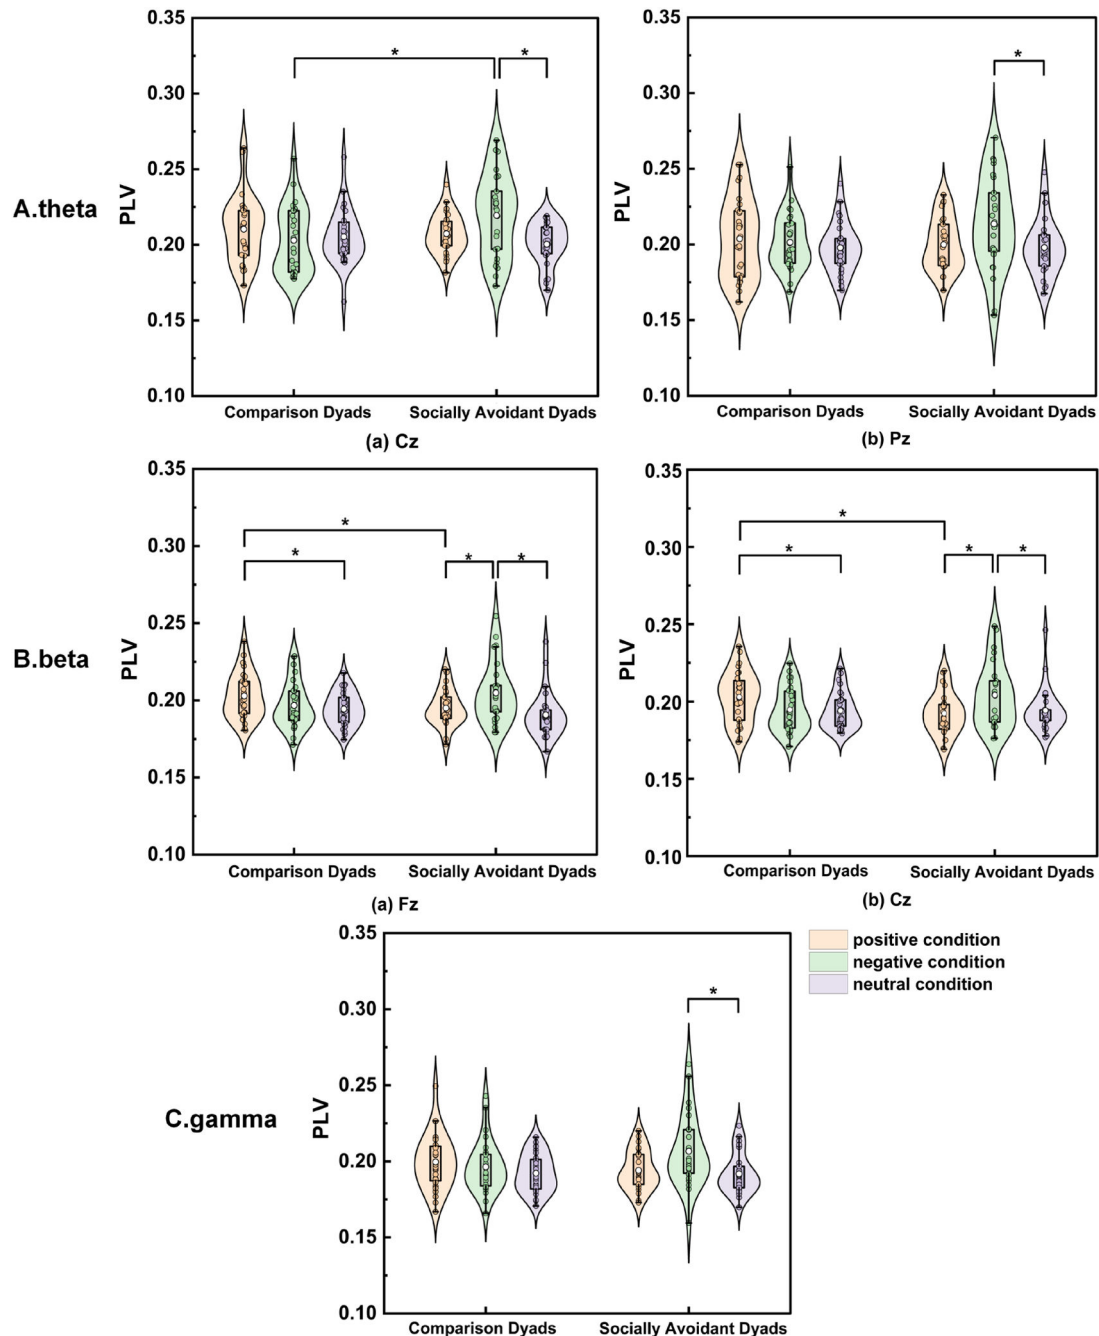 A.theta
PLV
0.35
0.30
0.25
0.20
0.15
0.10
*
*
Comparison Dyads
Socially Avoidant Dyads
(a) Cz
PLV
0.35
0.30
0.25
0.20
0.15
0.10
*
Comparison Dyads
Socially Avoidant Dyads
(b) Pz
B.beta
PLV
0.35
0.30
0.25
0.20
0.15
0.10
*
*
*
*
Comparison Dyads
Socially Avoidant Dyads
(a) Fz
PLV
0.35
0.30
0.25
0.20
0.15
0.10
*
*
*
*
Comparison Dyads
Socially Avoidant Dyads
(b) Cz
C.gamma
PLV
0.35
0.30
0.25
0.20
0.15
0.10
*
Comparison Dyads
Socially Avoidant Dyads
positive condition
negative condition
neutral condition